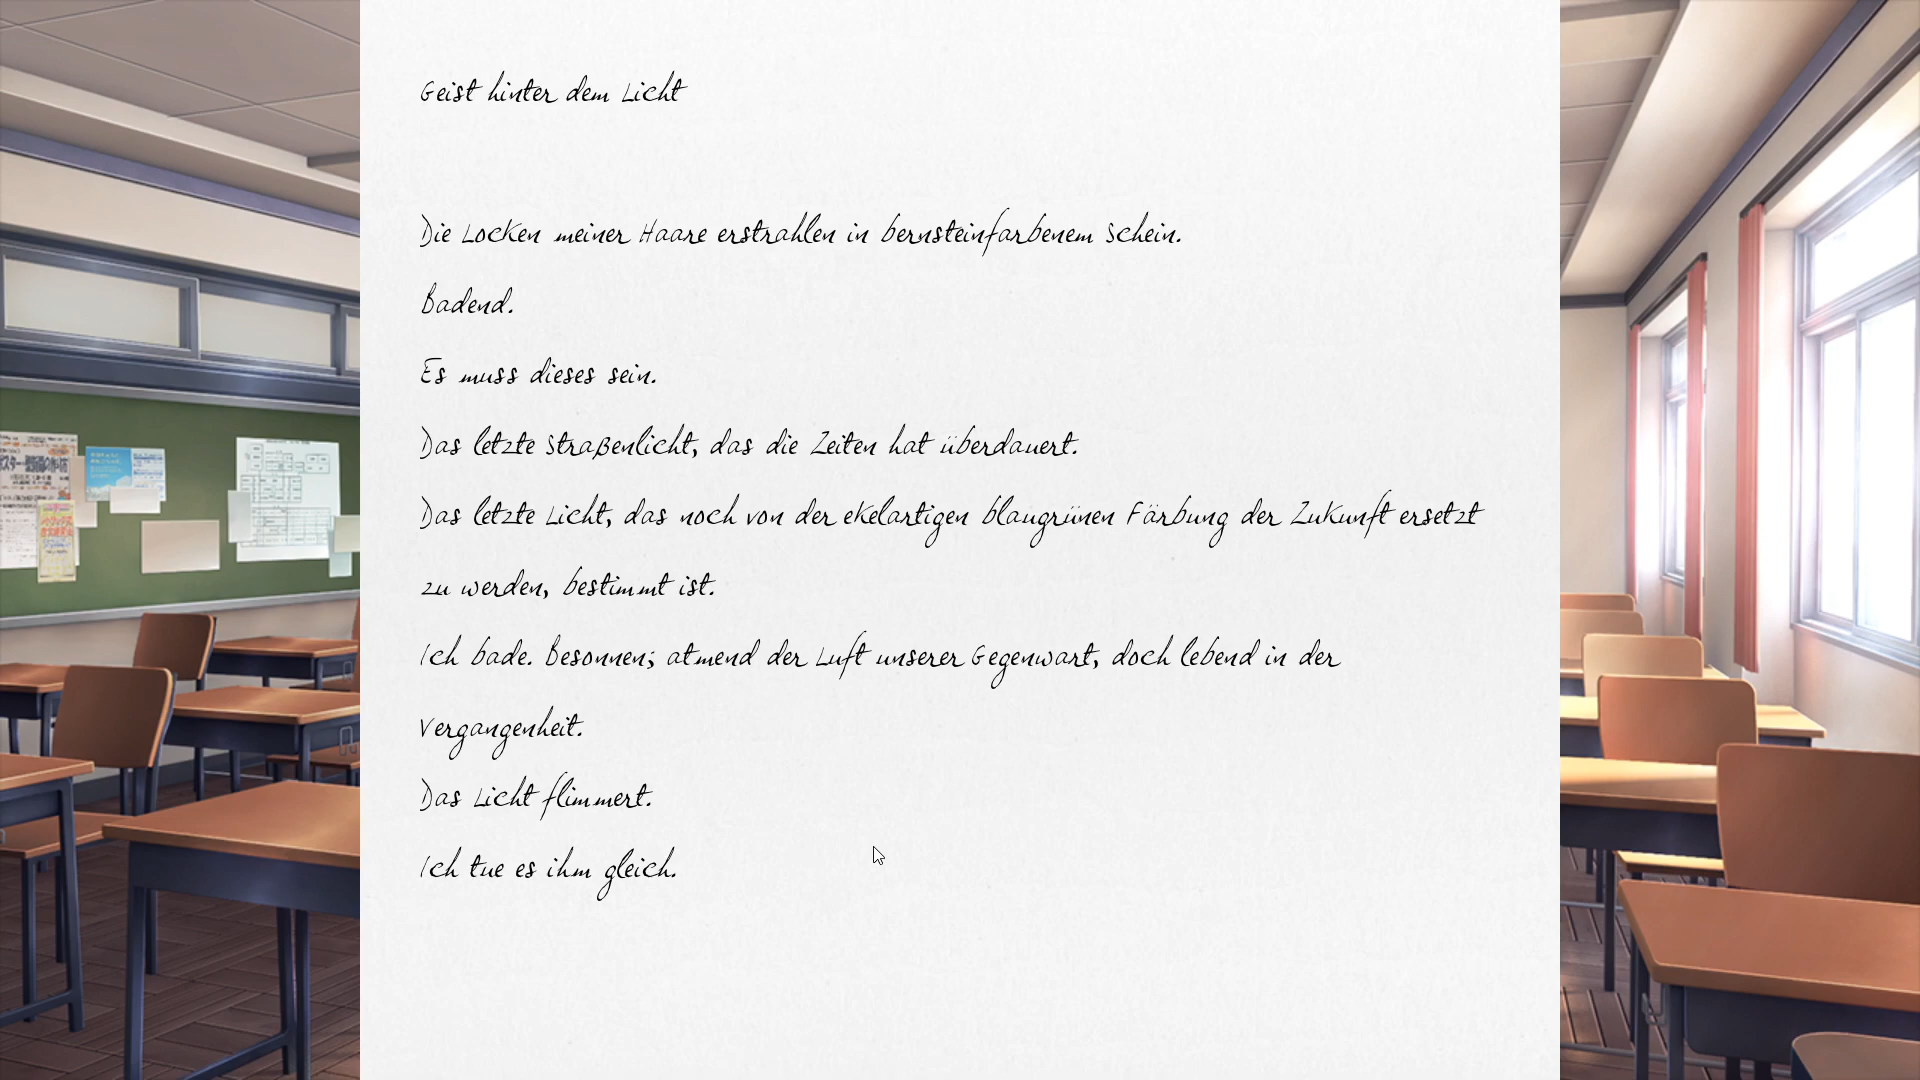 Geist hinter dem Licht
Die Locken meiner Haare erstrahlen in bernsteinfarbenem Schein.
Badend.
Es muss dieses sein.
Das letzte Straßenlicht, das die Zeiten hat überdauert.
Das letzte Licht, das noch von der ekelartigen blaugrünen Färbung der Zukunft ersetzt
zu werden, bestimmt ist.
Ich bade. Besonnen; atmend der Luft unserer Gegenwart, doch lebend in der
Vergangenheit.
Das Licht flimmert.
Ich tue es ihm gleich.